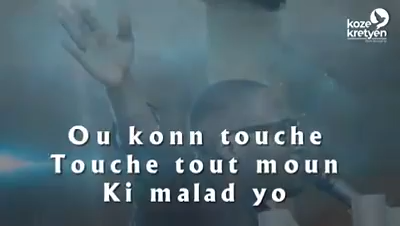 koze
kretyen
Ou konn touche
Touche tout moun
Ki malad yo